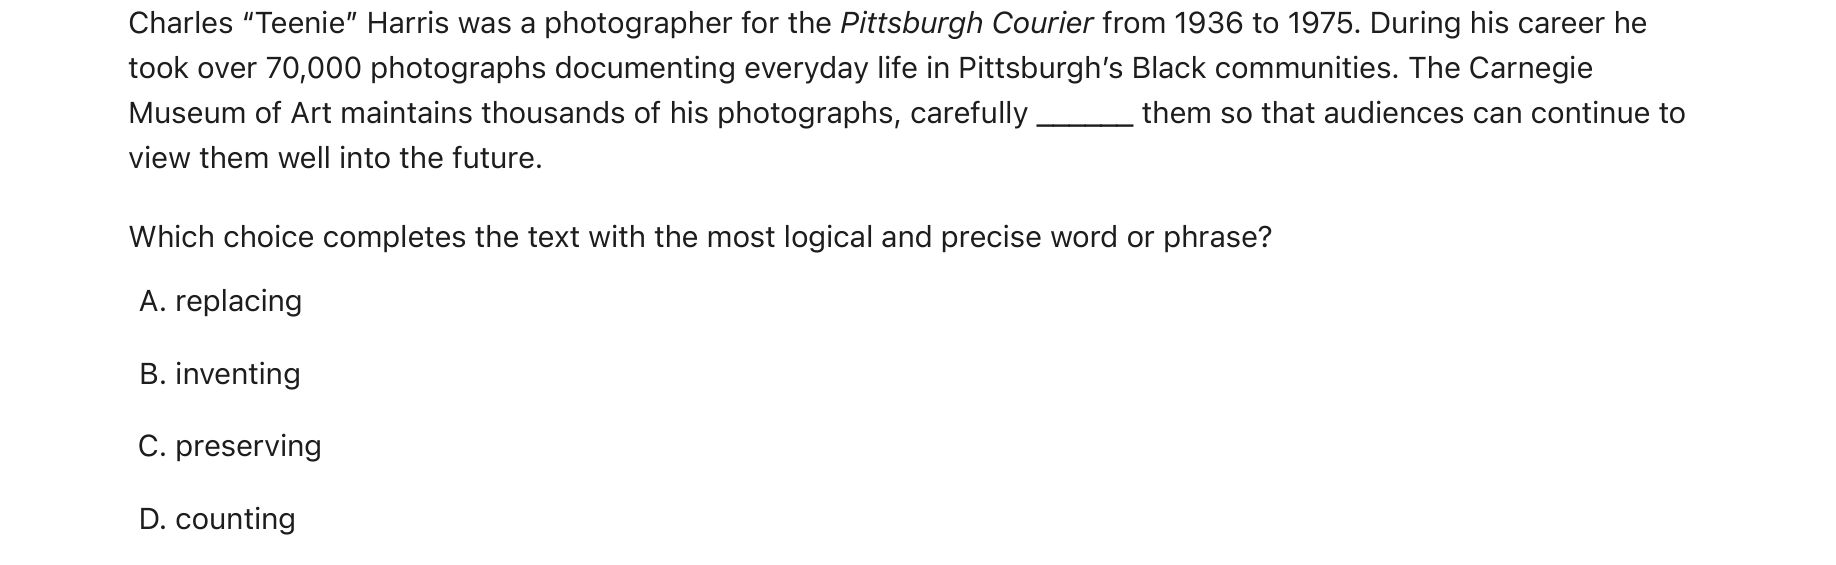 Charles “Teenie” Harris was a photographer for the Pittsburgh Courier from 1936 to 1975. During his career he
took over 70,000 photographs documenting everyday life in Pittsburgh’s Black communities. The Carnegie
Museum of Art maintains thousands of his photographs, carefully ______ them so that audiences can continue to
view them well into the future.
Which choice completes the text with the most logical and precise word or phrase?
A. replacing
B. inventing
C. preserving
D. counting